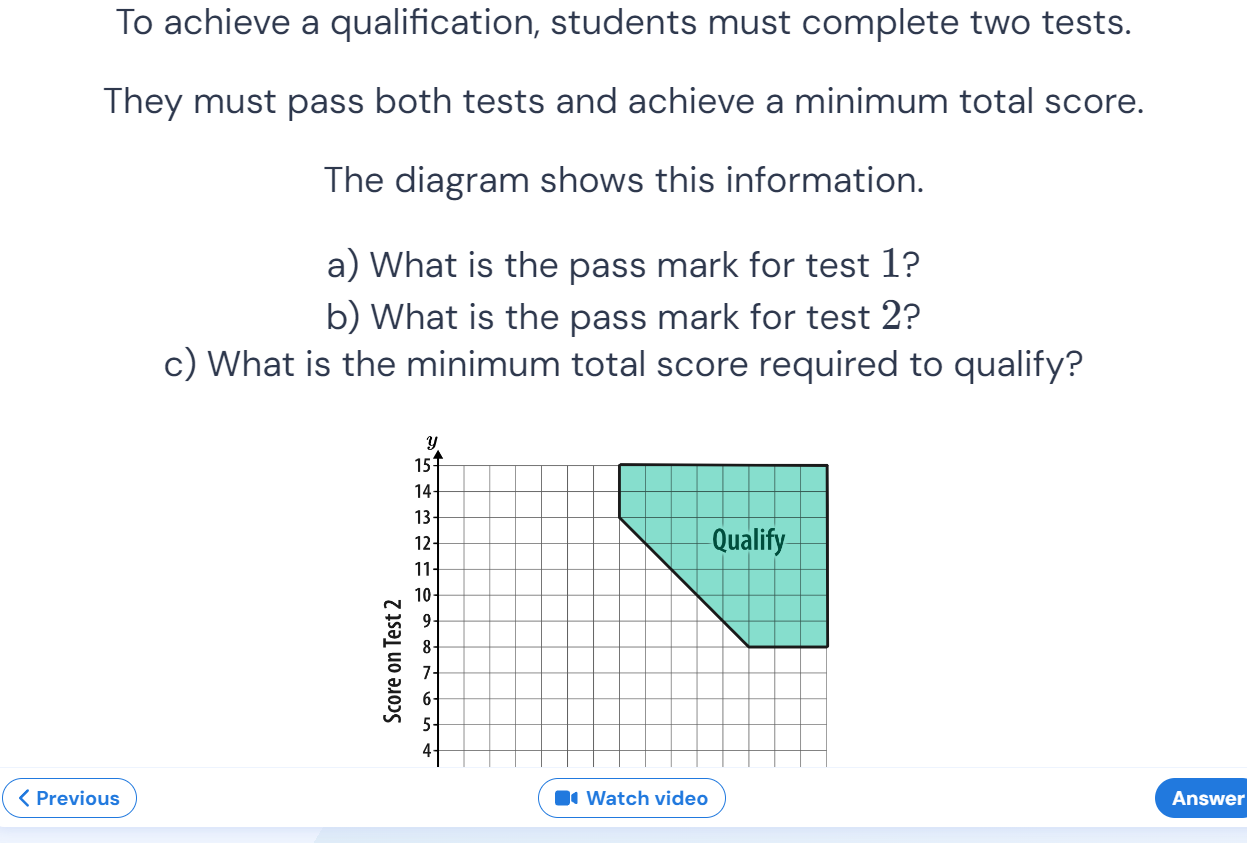 To achieve a qualification, students must complete two tests.
They must pass both tests and achieve a minimum total score.
The diagram shows this information.
a) What is the pass mark for test 1?
b) What is the pass mark for test 2?
c) What is the minimum total score required to qualify?
y
15
14
13
Qualify
12
11
10
9
8
7
6
5
4
Score on Test 2
Previous
Watch video
Answer